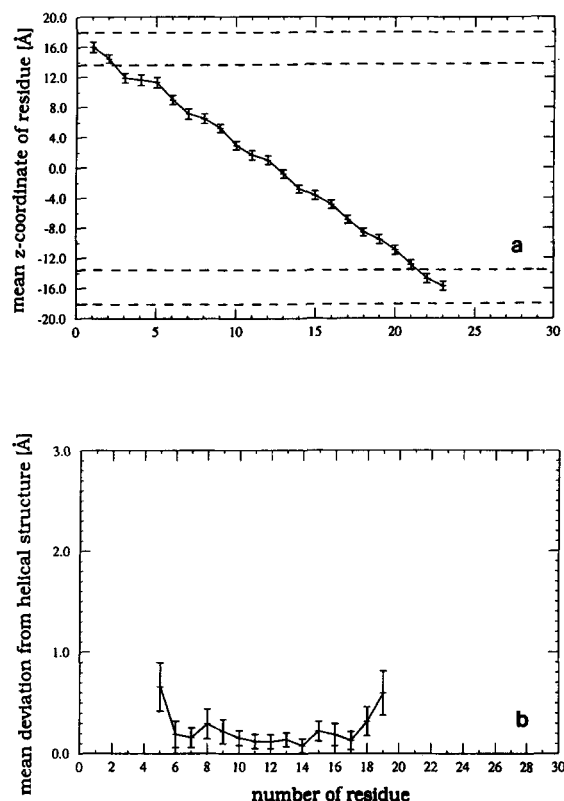 mean z-coordinate of residue [Å]
20.0
16.0
12.0
8.0
4.0
0.0
-4.0
-8.0
-12.0
-16.0
-20.0
0 5 10 15 20 25 30
a
mean deviation from helical structure [Å]
3.0
2.0
1.0
0.0
0 2 4 6 8 10 12 14 16 18 20 22 24 26 28 30
b
number of residue